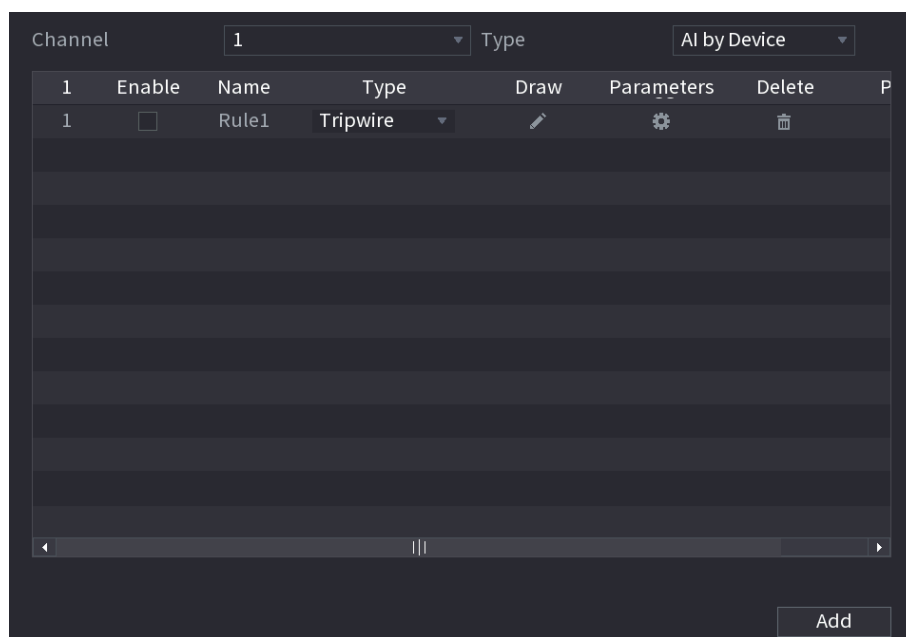 Channel 1 Type AI by Device
1 Enable Name Type Draw Parameters Delete P
1 Rule1 Tripwire
Add